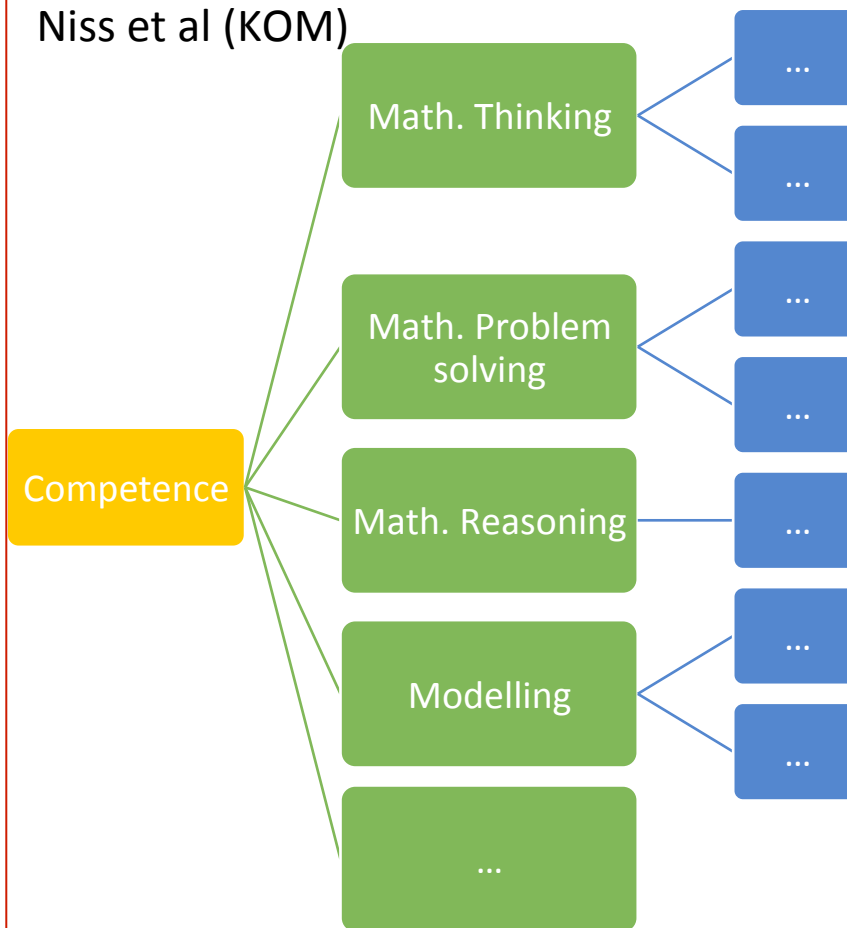 Niss et al (KOM)
Math. Thinking
...
...
Math. Problem
solving
...
...
Competence
Math. Reasoning
...
Modelling
...
...
...